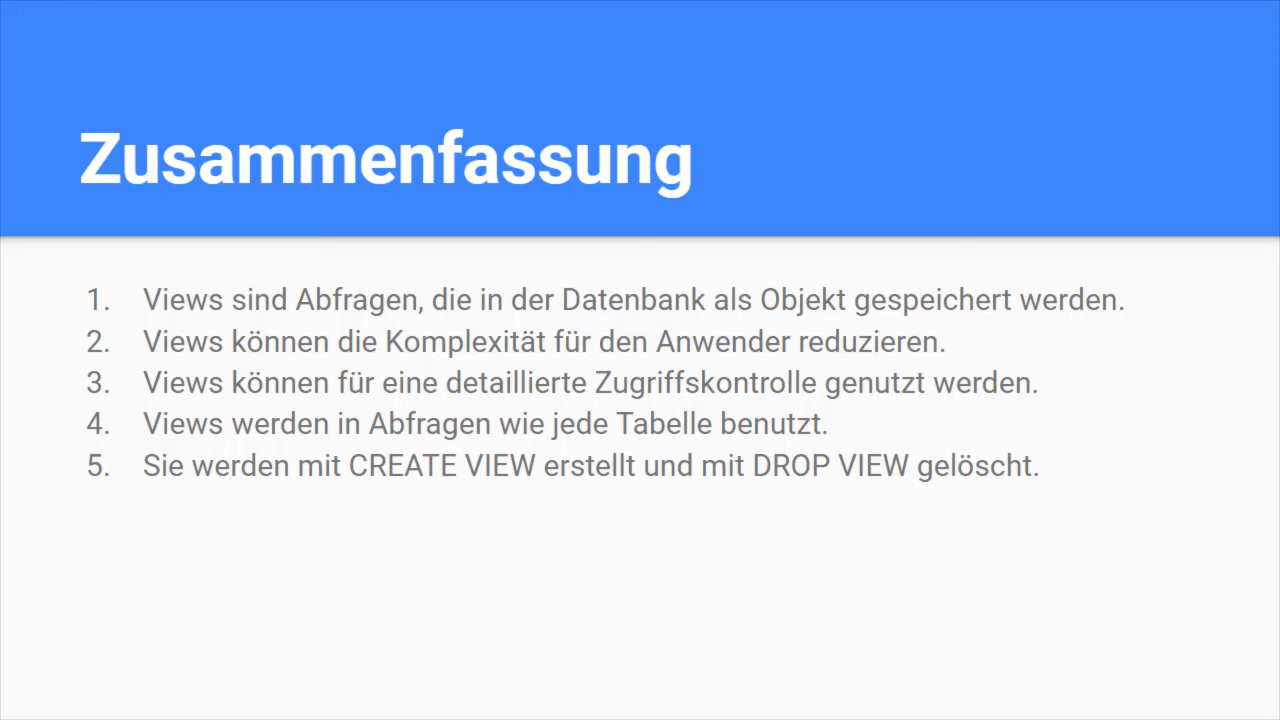 Zusammenfassung
1. Views sind Abfragen, die in der Datenbank als Objekt gespeichert werden.
2. Views können die Komplexität für den Anwender reduzieren.
3. Views können für eine detaillierte Zugriffskontrolle genutzt werden.
4. Views werden in Abfragen wie jede Tabelle benutzt.
5. Sie werden mit CREATE VIEW erstellt und mit DROP VIEW gelöscht.